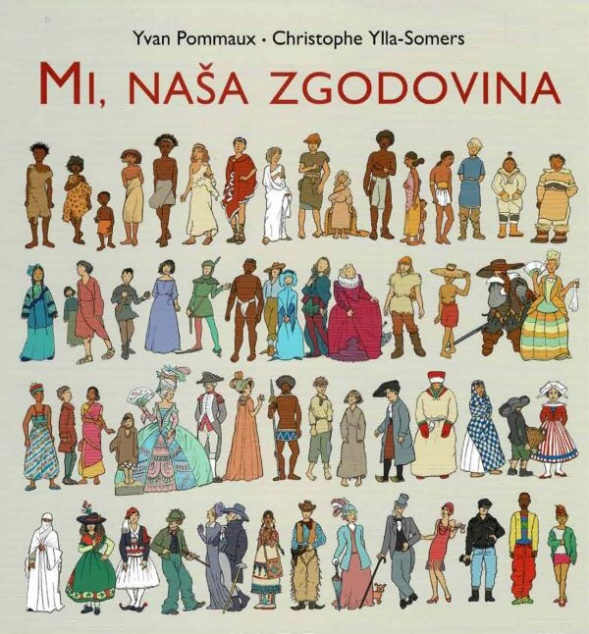 Yvan Pommaux · Christophe Ylla-Somers
MI, NAŠA ZGODOVINA